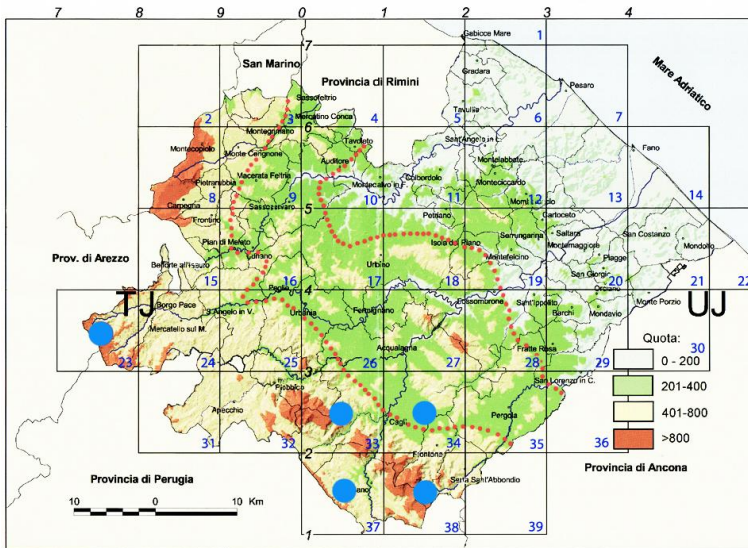 7 8 9 0 1 2 3 4
Gabicce Mare
1
7
San Marino
Gradara
Provincia di Rimini
Mare Adriatico
Pesaro
Sassofeltrio
Mercatino Conca
Tavullia
2 3 4 5 6 7
6
Montegrimano
Tavoleto
Sant'Angelo in L.
Fano
Montecopiolo
Monte Cerignone
Auditore
Montelabbate
Macerata Feltria
Colbordolo
Pietrarubbia
Montecalvo in F.
Monteciccardo
8 9 10 11 12 13 14
Carpegna
Sassocorvaro
5
Petriano
Cartoceto
Frontino
Saltara
San Costanzo
Pian di Meleto
Isola del Piano
Serrungarina
Montemaggiore
Mondolfo
Prov. di Arezzo
Urbino
Montefelcino
Piagge
Belforte all'Isauro
San Giorgio
15 16 17 18 19 20 21 22
Peglio
Orciano
TJ
4
UJ
Borgo Pace
S.Angelo in V.
Urbania
Fermignano
Fossombrone
Sant'Ippolito
Monte Porzio
Barchi
Mondavio
Mercatello sul M.
Quota:
Acqualagna
Fratte Rosa
0 - 200
23 24 25 26 27 28 29 30
3
201-400
Piobbico
San Lorenzo in C.
Apecchio
Cagli
Pergola
401-800
31 32 33 34 35 36
>800
2
Frontone
Provincia di Perugia
Serra Sant'Abbondio
Provincia di Ancona
10 0 10 Km
37 38 39
1